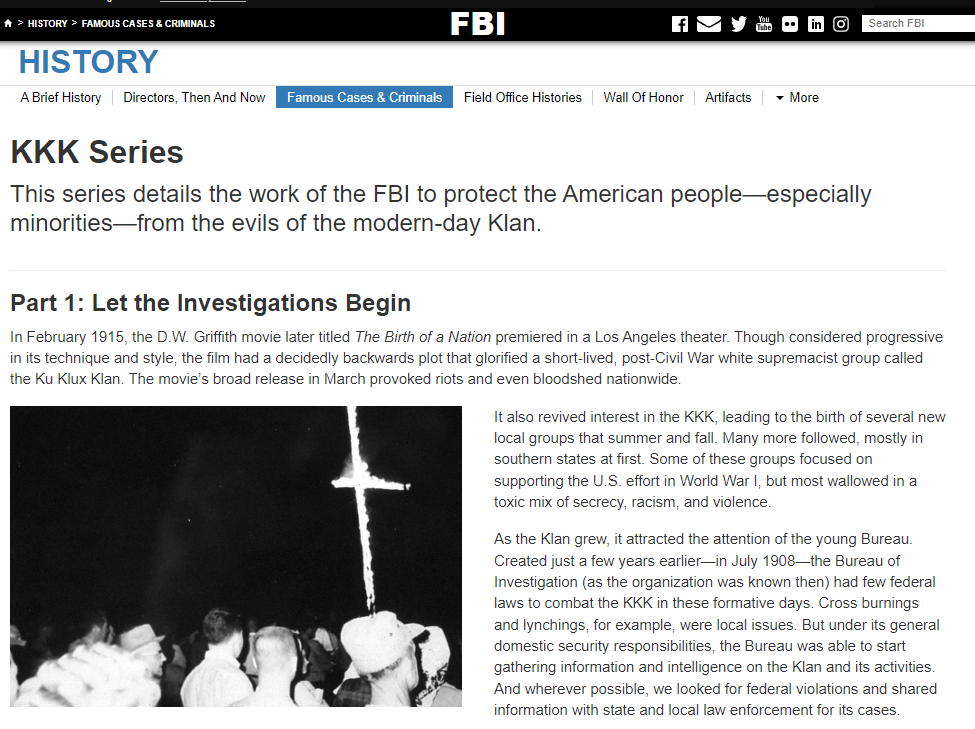 > HISTORY > FAMOUS CASES & CRIMINALS
FBI
You
Tube
in
Search FBI
HISTORY
A Brief History
Directors, Then And Now
Famous Cases & Criminals
Field Office Histories
Wall Of Honor
Artifacts
More
KKK Series
This series details the work of the FBI to protect the American people—especially
minorities—from the evils of the modern-day Klan.
Part 1: Let the Investigations Begin
In February 1915, the D.W. Griffith movie later titled The Birth of a Nation premiered in a Los Angeles theater. Though considered progressive
in its technique and style, the film had a decidedly backwards plot that glorified a short-lived, post-Civil War white supremacist group called
the Ku Klux Klan. The movie’s broad release in March provoked riots and even bloodshed nationwide.
It also revived interest in the KKK, leading to the birth of several new
local groups that summer and fall. Many more followed, mostly in
southern states at first. Some of these groups focused on
supporting the U.S. effort in World War I, but most wallowed in a
toxic mix of secrecy, racism, and violence.
As the Klan grew, it attracted the attention of the young Bureau.
Created just a few years earlier—in July 1908—the Bureau of
Investigation (as the organization was known then) had few federal
laws to combat the KKK in these formative days. Cross burnings
and lynchings, for example, were local issues. But under its general
domestic security responsibilities, the Bureau was able to start
gathering information and intelligence on the Klan and its activities.
And wherever possible, we looked for federal violations and shared
information with state and local law enforcement for its cases.